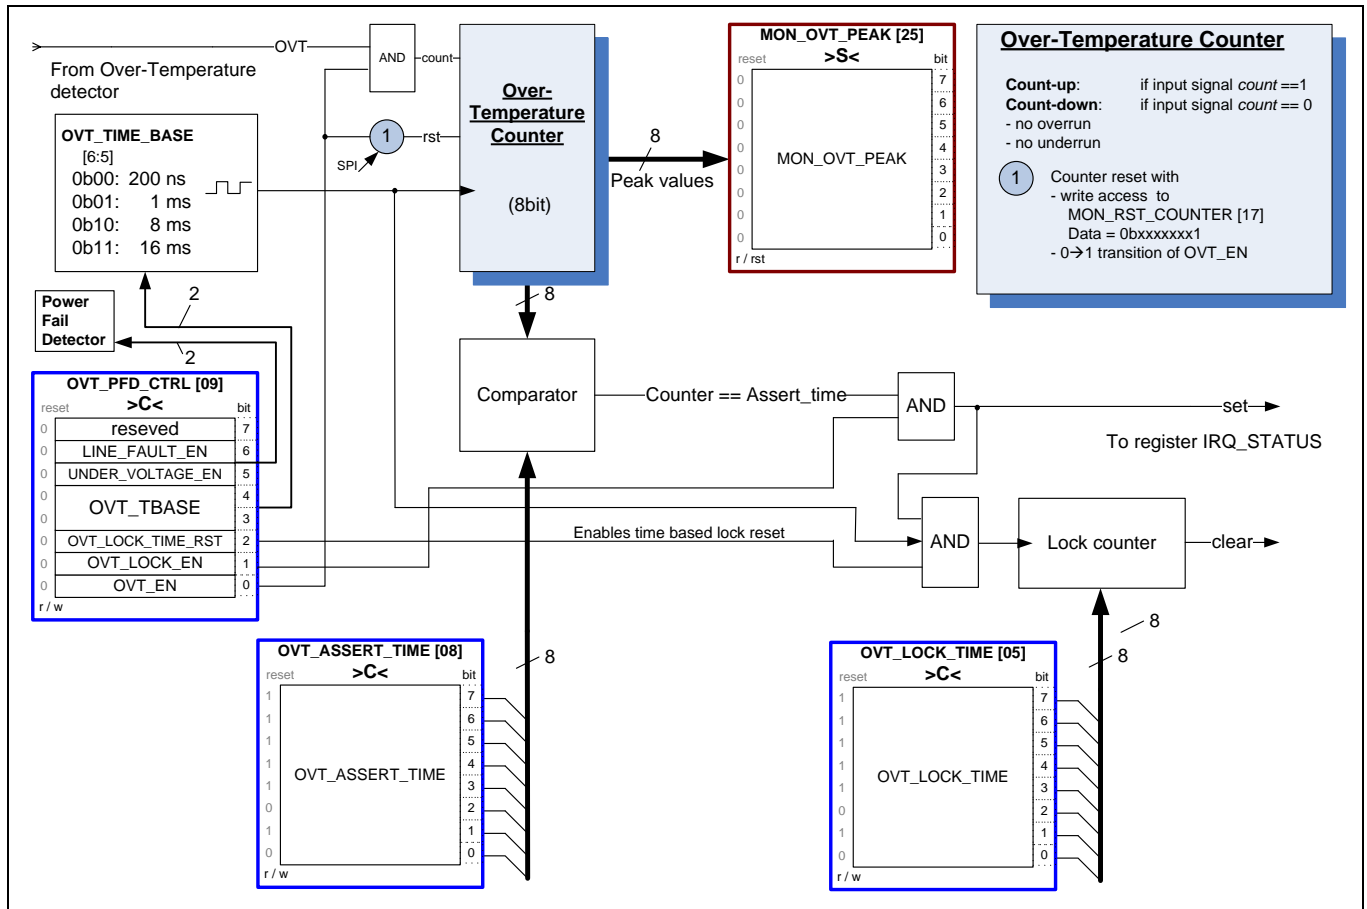 OVT
AND
count
From Over-Temperature
detector
OVT_TIME_BASE
[6:5]
0b00: 200 ns
0b01: 1 ms
0b10: 8 ms
0b11: 16 ms
1
rst
SPI
Over-
Temperature
Counter
(8bit)
8
Peak values
MON_OVT_PEAK [25]
reset >S< bit
0 7
0 6
0 5
0 4
0 3
0 2
0 1
0 0
MON_OVT_PEAK
r / rst
Over-Temperature Counter
Count-up: if input signal count ==1
Count-down: if input signal count == 0
- no overrun
- no underrun
1 Counter reset with
- write access to
MON_RST_COUNTER [17]
Data = 0bxxxxxxx1
- 0→1 transition of OVT_EN
Power
Fail
Detector
2
2
8
Comparator
Counter == Assert_time
AND
set
To register IRQ_STATUS
OVT_PFD_CTRL [09]
reset >C< bit
0 reseved 7
0 LINE_FAULT_EN 6
0 UNDER_VOLTAGE_EN 5
0 OVT_TBASE 4
0 3
0 OVT_LOCK_TIME_RST 2
0 OVT_LOCK_EN 1
0 OVT_EN 0
r / w
Enables time based lock reset
AND
Lock counter
clear
8
8
8
OVT_ASSERT_TIME [08]
reset >C< bit
1 7
1 6
1 5
1 4
1 3
0 2
1 1
0 0
OVT_ASSERT_TIME
r / w
OVT_LOCK_TIME [05]
reset >C< bit
1 7
1 6
1 5
1 4
1 3
0 2
1 1
0 0
OVT_LOCK_TIME
r / w